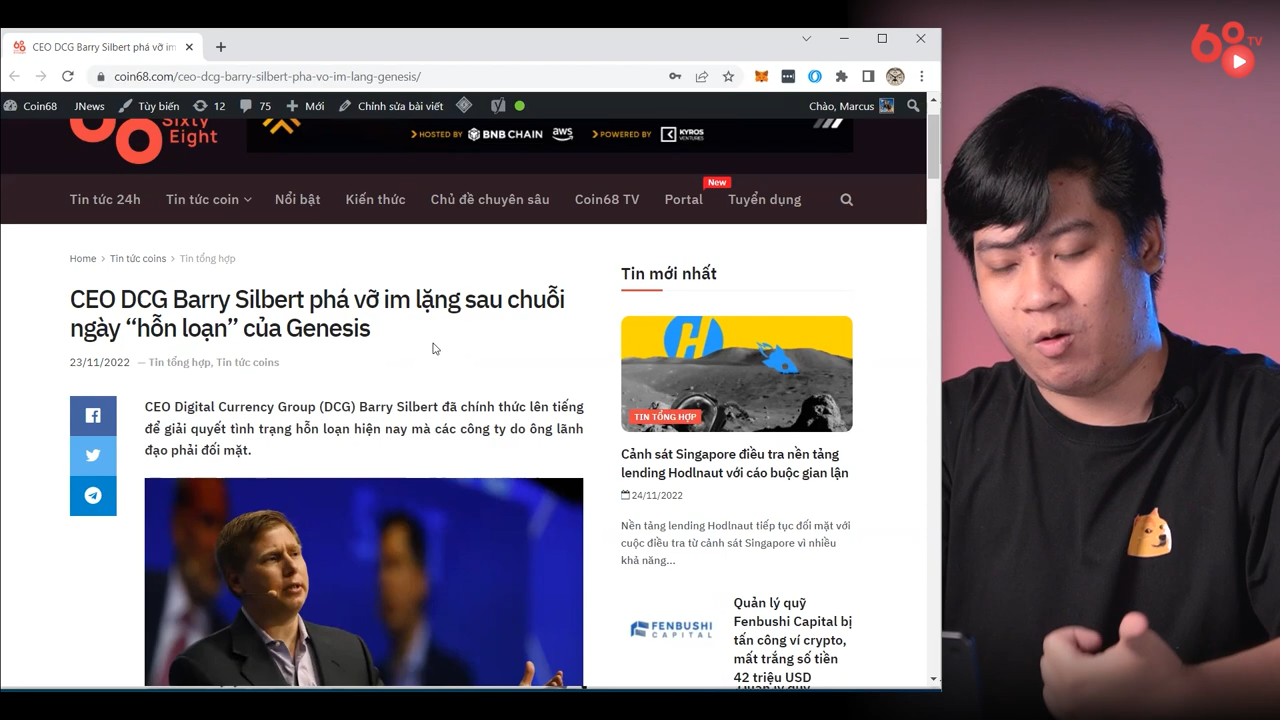 CEO DCG Barry Silbert phá vỡ im
coin68.com/ceo-dcg-barry-silbert-pha-vo-im-lang-genesis/
Coin68
JNews
Tùy biến
12
75
Mới
Chỉnh sửa bài viết
Chào, Marcus
68 TV
Sixty
Eight
HOSTED BY BNB CHAIN aws
POWERED BY KYROS VENTURES
Tin tức 24h
Tin tức coin
Nổi bật
Kiến thức
Chủ đề chuyên sâu
Coin68 TV
Portal
New
Tuyển dụng
Home > Tin tức coins > Tin tổng hợp
CEO DCG Barry Silbert phá vỡ im lặng sau chuỗi
ngày “hỗn loạn” của Genesis
23/11/2022 — Tin tổng hợp, Tin tức coins
CEO Digital Currency Group (DCG) Barry Silbert đã chính thức lên tiếng
để giải quyết tình trạng hỗn loạn hiện nay mà các công ty do ông lãnh
đạo phải đối mặt.
Tin mới nhất
TIN TỔNG HỢP
Cảnh sát Singapore điều tra nền tảng
lending Hodlnaut với cáo buộc gian lận
24/11/2022
Nền tảng lending Hodlnaut tiếp tục đối mặt với
cuộc điều tra từ cảnh sát Singapore vì nhiều
khả năng...
FENBUSHI
CAPITAL
Quản lý quỹ
Fenbushi Capital bị
tấn công ví crypto,
mất trắng số tiền
42 triệu USD